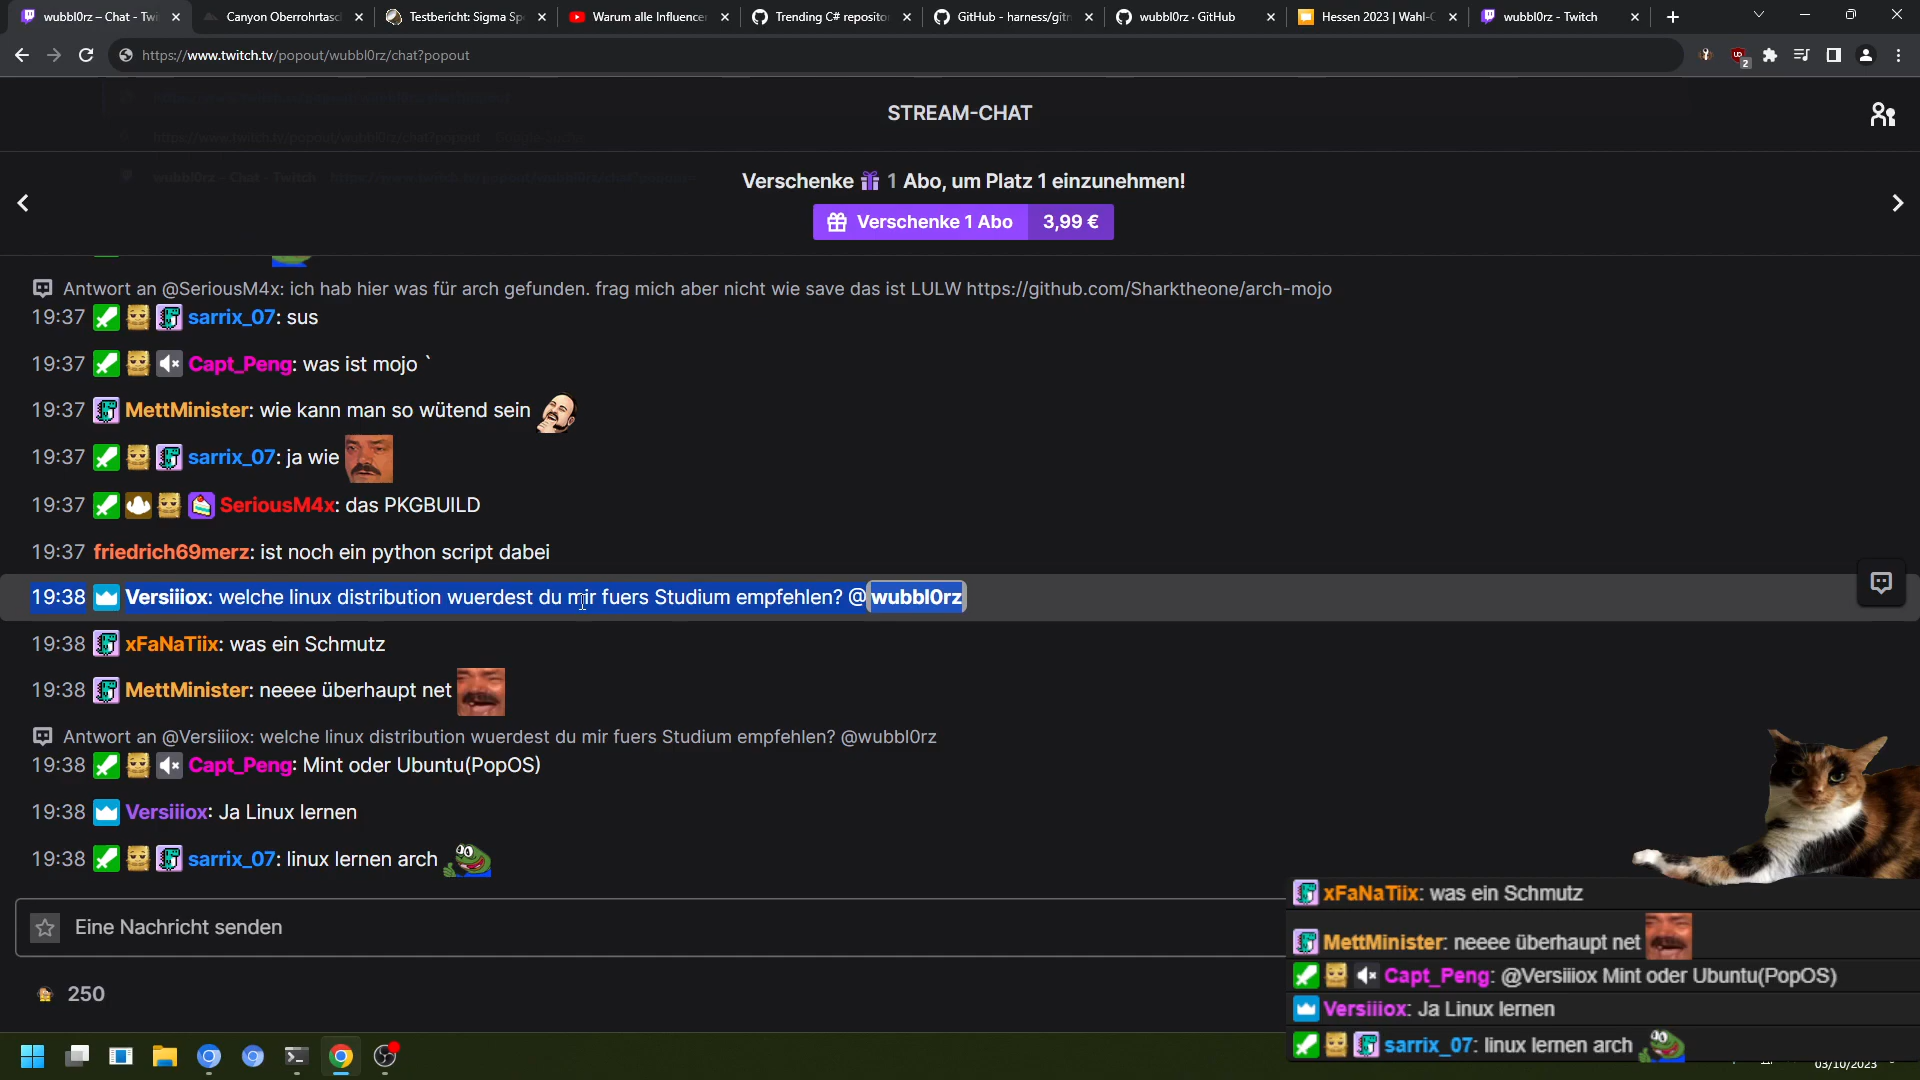 wubbl0rz – Chat - Twi
Canyon Oberrohrtasc
Testbericht: Sigma Sp
Warum alle Influence
Trending C# reposito
GitHub - harness/git
wubbl0rz · GitHub
Hessen 2023 | Wahl-
wubbl0rz - Twitch
https://www.twitch.tv/popout/wubbl0rz/chat?popout
2
STREAM-CHAT
Verschenke 1 Abo, um Platz 1 einzunehmen!
Verschenke 1 Abo 3,99 €
Antwort an @SeriousM4x: ich hab hier was für arch gefunden. frag mich aber nicht wie save das ist LULW https://github.com/Sharktheone/arch-mojo
19:37 sarrix_07: sus
19:37 Capt_Peng: was ist mojo `
19:37 MettMinister: wie kann man so wütend sein
19:37 sarrix_07: ja wie
19:37 SeriousM4x: das PKGBUILD
19:37 friedrich69merz: ist noch ein python script dabei
19:38 Versiiiox: welche linux distribution wuerdest du mir fuers Studium empfehlen? @wubbl0rz
19:38 xFaNaTiix: was ein Schmutz
19:38 MettMinister: neeee überhaupt net
Antwort an @Versiiiox: welche linux distribution wuerdest du mir fuers Studium empfehlen? @wubbl0rz
19:38 Capt_Peng: Mint oder Ubuntu(PopOS)
19:38 Versiiiox: Ja Linux lernen
19:38 sarrix_07: linux lernen arch
Eine Nachricht senden
250
xFaNaTiix: was ein Schmutz
MettMinister: neeee überhaupt net
Capt_Peng: @Versiiiox Mint oder Ubuntu(PopOS)
Versiiiox: Ja Linux lernen
sarrix_07: linux lernen arch
03/10/2023